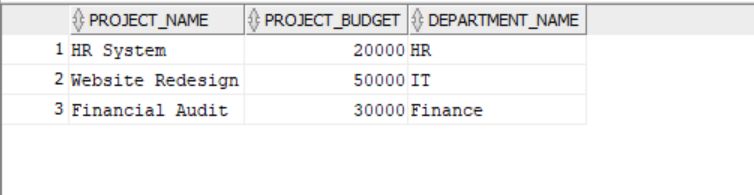 PROJECT_NAME PROJECT_BUDGET DEPARTMENT_NAME
1 HR System 20000 HR
2 Website Redesign 50000 IT
3 Financial Audit 30000 Finance